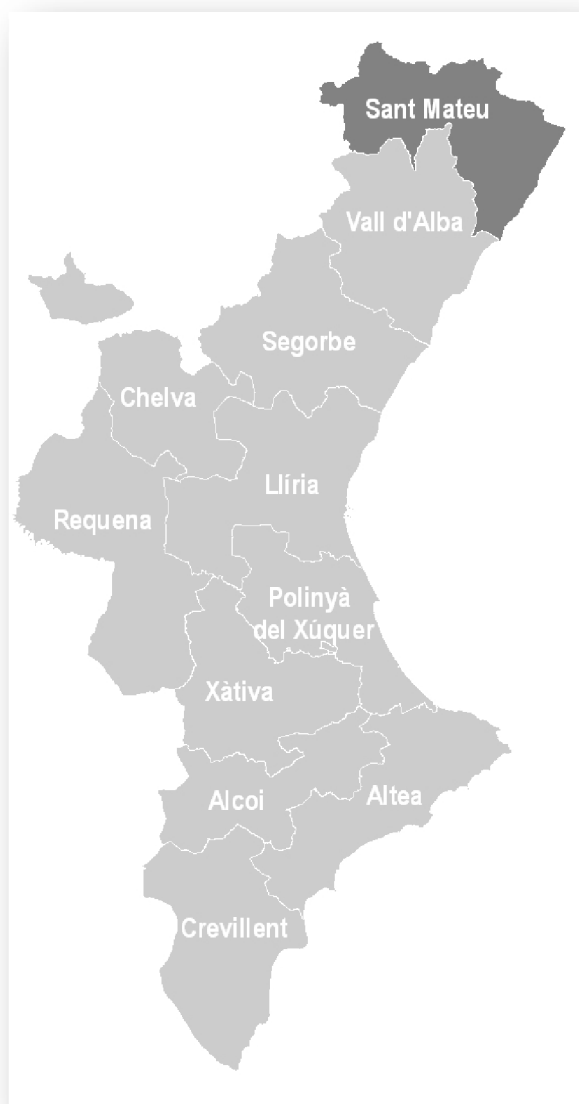 Sant Mateu
Vall d'Alba
Segorbe
Chelva
Llíria
Requena
Polinyà
del Xúquer
Xàtiva
Alcoi
Altea
Crevillent